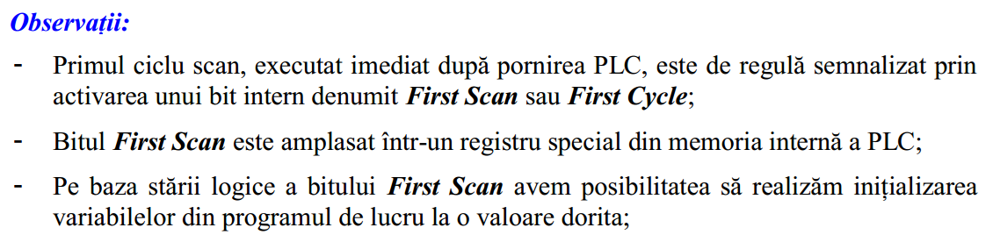 Observații:
- Primul ciclu scan, executat imediat după pornirea PLC, este de regulă semnalizat prin
activarea unui bit intern denumit First Scan sau First Cycle;
- Bitul First Scan este amplasat într-un registru special din memoria internă a PLC;
- Pe baza stării logice a bitului First Scan avem posibilitatea să realizăm inițializarea
variabilelor din programul de lucru la o valoare dorita;